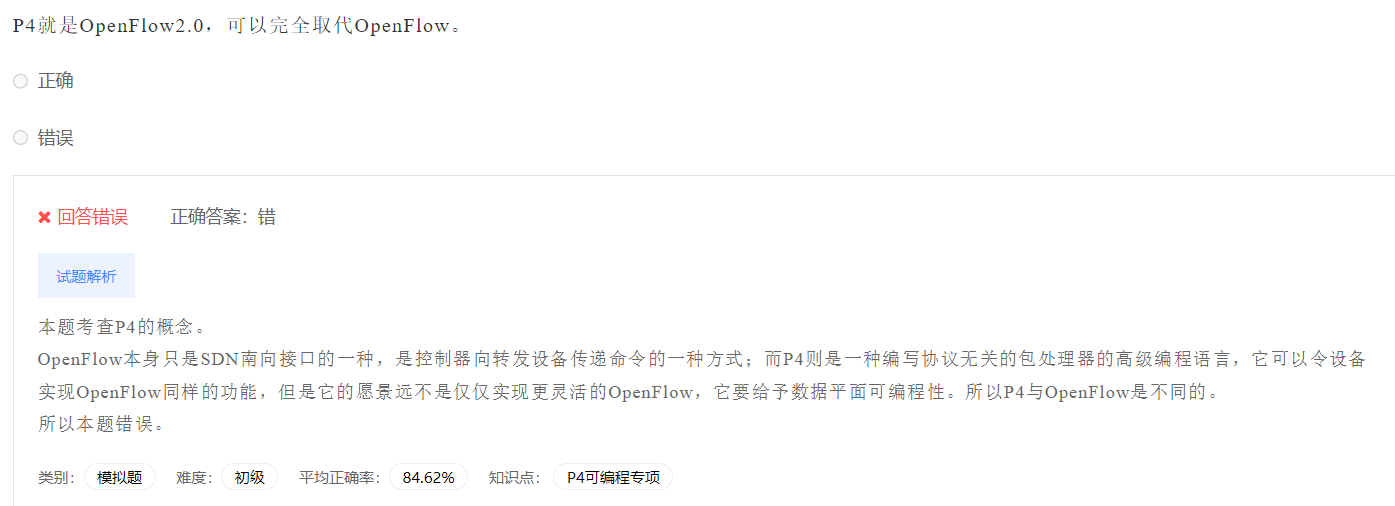 P4就是OpenFlow2.0，可以完全取代OpenFlow。
正确
错误
回答错误 正确答案：错
试题解析
本题考查P4的概念。
OpenFlow本身只是SDN南向接口的一种，是控制器向转发设备传递命令的一种方式；而P4则是一种编写协议无关的包处理器的高级编程语言，它可以令设备
实现OpenFlow同样的功能，但是它的愿景远不是仅仅实现更灵活的OpenFlow，它要给予数据平面可编程性。所以P4与OpenFlow是不同的。
所以本题错误。
类别： 模拟题 难度： 初级 平均正确率： 84.62% 知识点： P4可编程专项